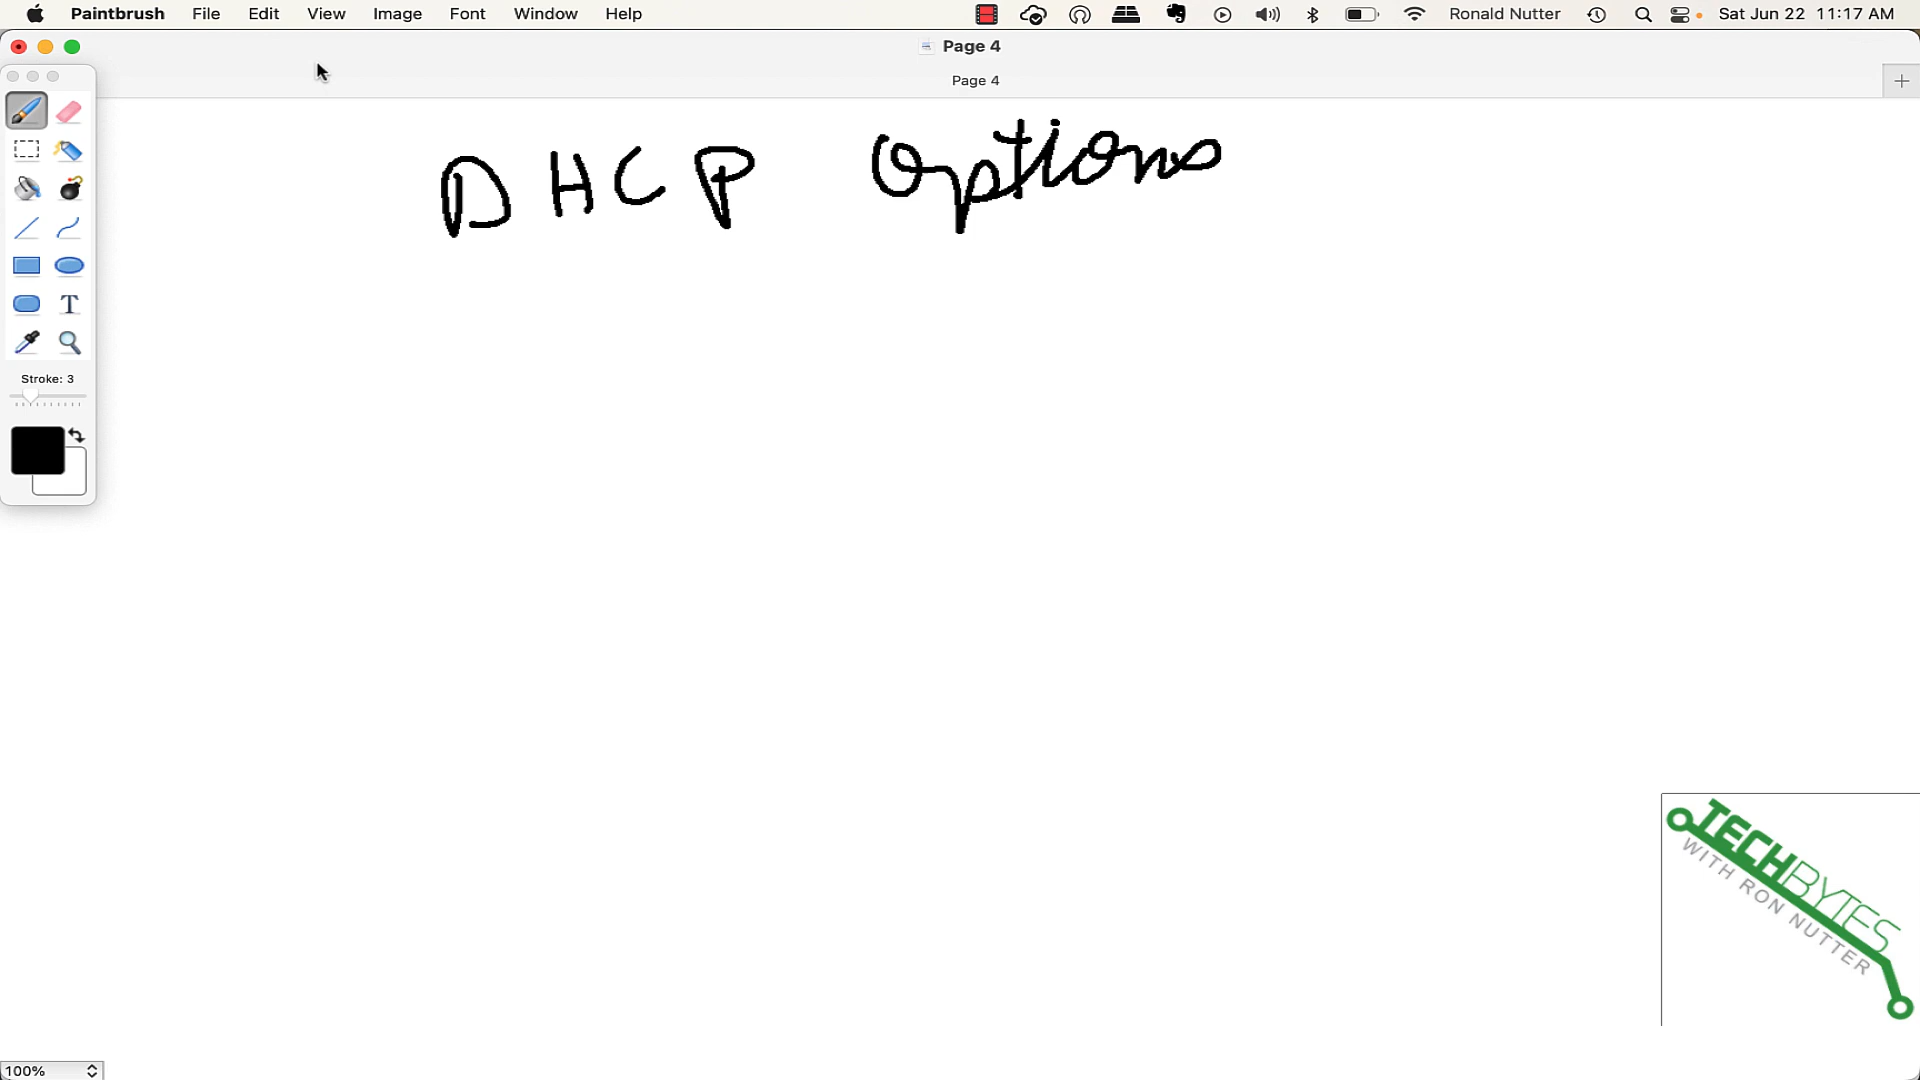 Paintbrush File Edit View Image Font Window Help Ronald Nutter Sat Jun 22 11:17 AM
Page 4
Page 4
DHCP Options
T
Stroke: 3
TECHBYTES
WITH RON NUTTER
100%